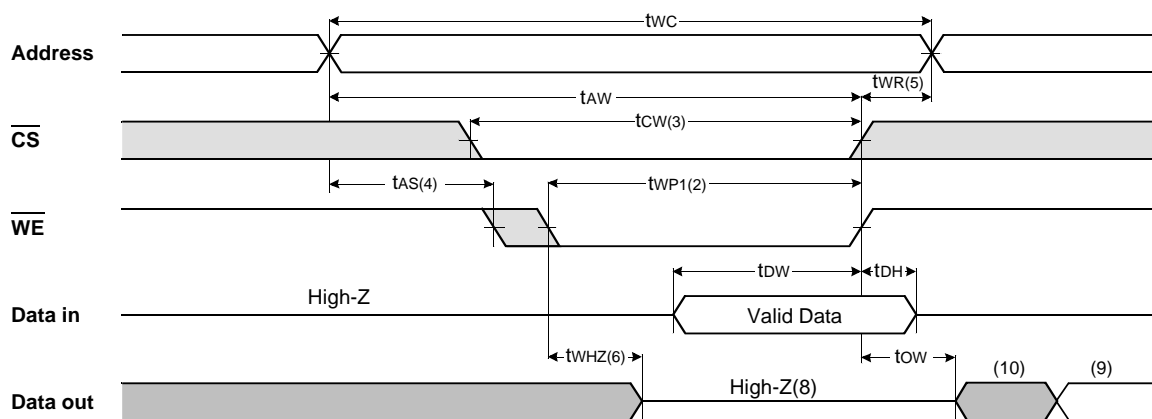 tWC
Address
tWR(5)
tAW
tCW(3)
CS
tAS(4)
tWP1(2)
WE
tDW
tDH
High-Z
Data in
Valid Data
tWHZ(6)
tOW
High-Z(8)
(10)
(9)
Data out